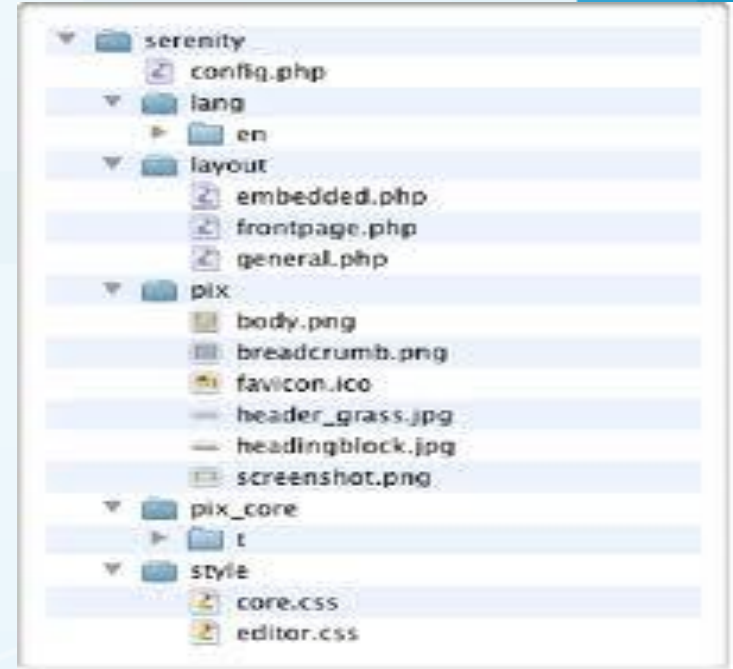 serenity
config.php
lang
en
layout
embedded.php
frontpage.php
general.php
pix
body.png
breadcrumb.png
favicon.ico
header_grass.jpg
headingblock.jpg
screenshot.png
pix_core
t
style
core.css
editor.css